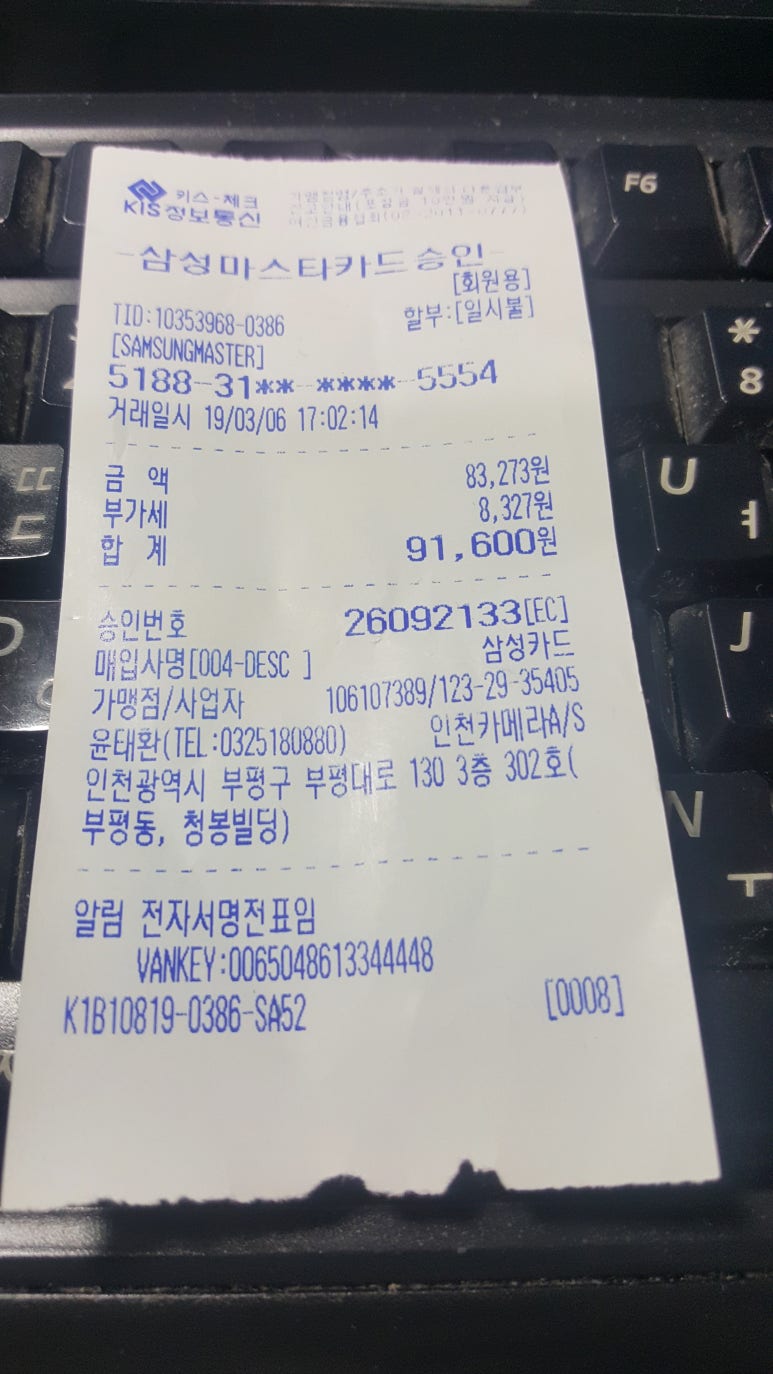 키스-체크
KIS정보통신
-삼성마스타카드승인-
[회원용]
TID:10353968-0386
할부:[일시불]
[SAMSUNGMASTER]
5188-31**-****-5554
거래일시 19/03/06 17:02:14
금 액 83,273원
부가세 8,327원
합 계 91,600원
승인번호 26092133[EC]
매입사명[004-DESC ] 삼성카드
가맹점/사업자 106107389/123-29-35405
윤태환(TEL:0325180880) 인천카메라A/S
인천광역시 부평구 부평대로 130 3층 302호(
부평동, 청봉빌딩)
알림 전자서명전표임
VANKEY:0065048613344448
K1B10819-0386-SA52 [0008]
F6
*
8
U
ㅕ
ㄸ
ㄷ
J
N
ㅜ